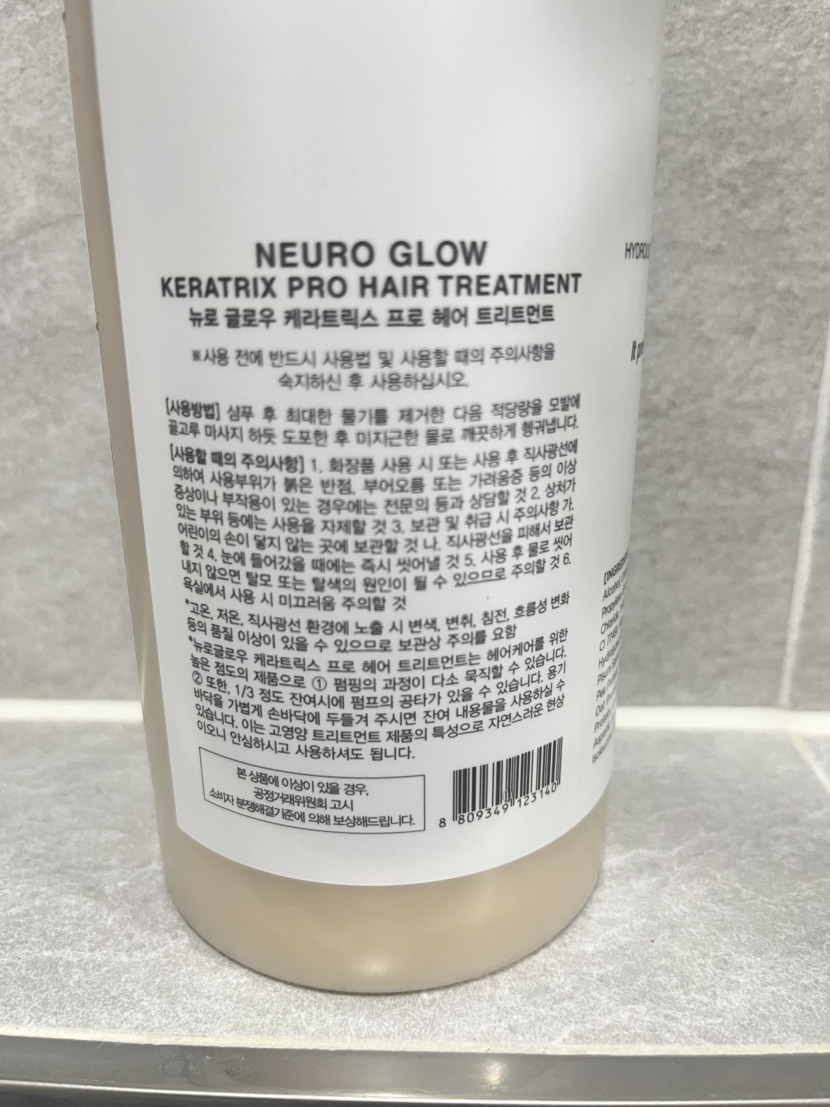 NEURO GLOW
KERATRIX PRO HAIR TREATMENT
뉴로 글로우 케라트릭스 프로 헤어 트리트먼트
※사용 전에 반드시 사용법 및 사용할 때의 주의사항을
숙지하신 후 사용하십시오.
[사용방법] 샴푸 후 최대한 물기를 제거한 다음 적당량을 모발에
골고루 마사지 하듯 도포한 후 미지근한 물로 깨끗하게 헹궈냅니다.
[사용할 때의 주의사항] 1. 화장품 사용 시 또는 사용 후 직사광선에
의하여 사용부위가 붉은 반점, 부어오름 또는 가려움증 등의 이상
증상이나 부작용이 있는 경우에는 전문의 등과 상담할 것 2. 상처가
있는 부위 등에는 사용을 자제할 것 3. 보관 및 취급 시 주의사항 가.
어린이의 손이 닿지 않는 곳에 보관할 것 나. 직사광선을 피해서 보관
할 것 4. 눈에 들어갔을 때에는 즉시 씻어낼 것 5. 사용 후 물로 씻어
내지 않으면 탈모 또는 탈색의 원인이 될 수 있으므로 주의할 것 6.
욕실에서 사용 시 미끄러움 주의할 것
*고온, 저온, 직사광선 환경에 노출 시 변색, 변취, 침전, 흐름성 변화
등의 품질 이상이 있을 수 있으므로 보관상 주의를 요함
*뉴로글로우 케라트릭스 프로 헤어 트리트먼트는 헤어케어를 위한
높은 점도의 제품으로 ① 펌핑의 과정이 다소 묵직할 수 있습니다.
② 또한, 1/3 정도 잔여시에 펌프의 공타가 있을 수 있습니다. 용기
바닥을 가볍게 손바닥에 두들겨 주시면 잔여 내용물을 사용하실 수
있습니다. 이는 고영양 트리트먼트 제품의 특성으로 자연스러운 현상
이오니 안심하시고 사용하셔도 됩니다.
본 상품에 이상이 있을 경우,
공정거래위원회 고시
소비자 분쟁해결기준에 의해 보상해드립니다.
8 809349 123140